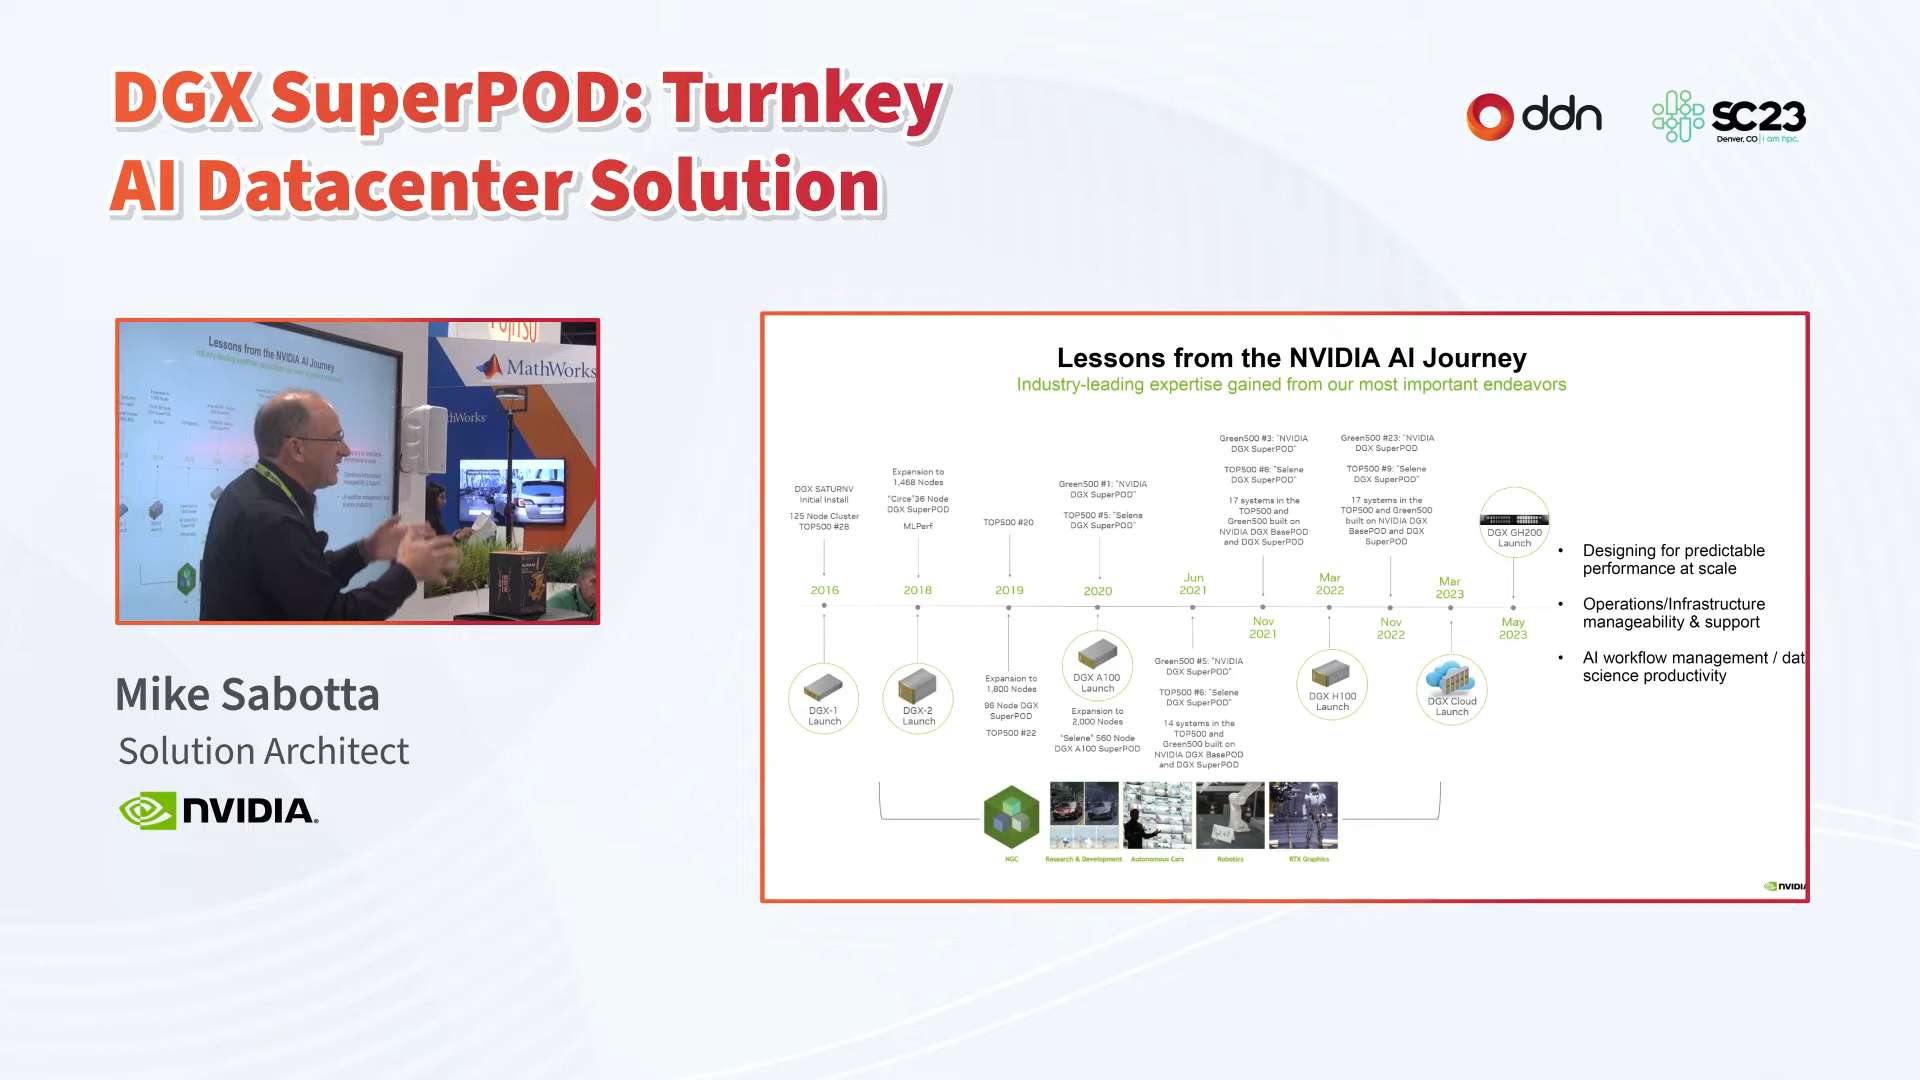 DGX SuperPOD: Turnkey
AI Datacenter Solution
ddn
SC23
Denver, CO | i am hpc.
Lessons from the NVIDIA AI Journey
FUJITSU
MathWorks
Mike Sabotta
Solution Architect
NVIDIA.
Lessons from the NVIDIA AI Journey
Industry-leading expertise gained from our most important endeavors
DGX SATURNV
Initial Install
125 Node Cluster
TOP500 #28
Expansion to
1,468 Nodes
"Circe"36 Node
DGX SuperPOD
MLPerf
TOP500 #20
Green500 #1: "NVIDIA
DGX SuperPOD"
TOP500 #5: "Selene
DGX SuperPOD"
Green500 #3: "NVIDIA
DGX SuperPOD"
TOP500 #6: "Selene
DGX SuperPOD"
17 systems in the
TOP500 and
Green500 built on
NVIDIA DGX BasePOD
and DGX SuperPOD
Green500 #23: "NVIDIA
DGX SuperPOD
TOP500 #9: "Selene
DGX SuperPOD"
17 systems in the
TOP500 and Green500
built on NVIDIA DGX
BasePOD and DGX
SuperPOD
DGX GH200
Launch
2016
2018
2019
2020
Jun
2021
Nov
2021
Mar
2022
Nov
2022
Mar
2023
May
2023
DGX-1
Launch
DGX-2
Launch
Expansion to
1,800 Nodes
96 Node DGX
SuperPOD
TOP500 #22
DGX A100
Launch
Expansion to
2,000 Nodes
"Selene" 560 Node
DGX A100 SuperPOD
Green500 #5: "NVIDIA
DGX SuperPOD"
TOP500 #6: "Selene
DGX SuperPOD"
14 systems in the
TOP500 and
Green500 built on
NVIDIA DGX BasePOD
and DGX SuperPOD
DGX H100
Launch
DGX Cloud
Launch
• Designing for predictable
performance at scale
• Operations/Infrastructure
manageability & support
• AI workflow management / dat
science productivity
NGC
Research & Development
Autonomous Cars
Robotics
RTX Graphics
NVIDIA